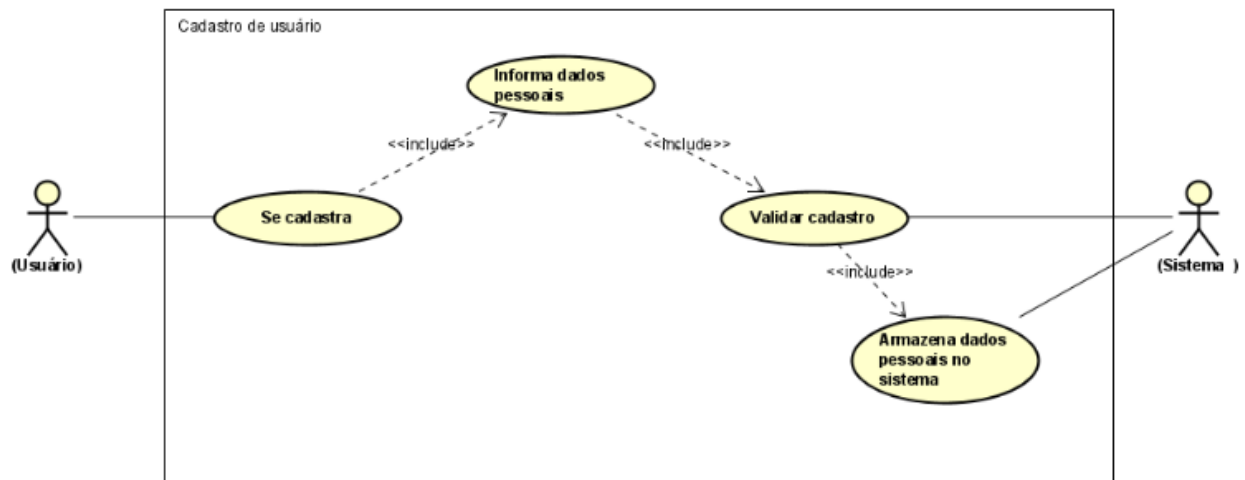 Cadastro de usuário
Informa dados
pessoais
<<include>>
<<include>>
Se cadastra
Validar cadastro
(Usuário)
(Sistema )
<<include>>
Armazena dados
pessoais no
sistema